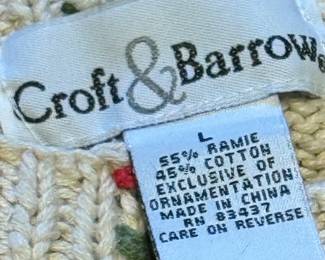 Croft & Barrow®
L
55% RAMIE
45% COTTON
EXCLUSIVE OF
ORNAMENTATION
MADE IN CHINA
RN 83437
CARE ON REVERSE